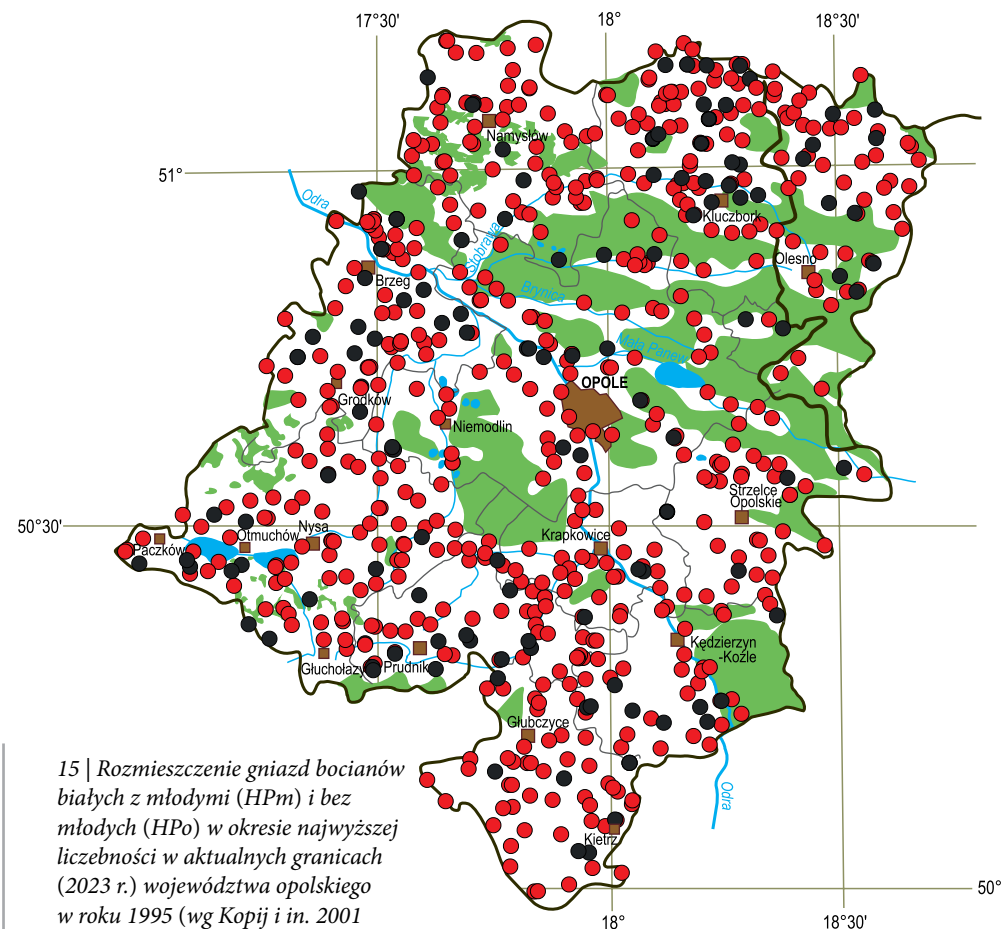 17°30'
18°
18°30'
Namysłów
51°
Odra
Kluczbork
Stobrawa
Olesno
Brzeg
Brynica
Mała Panew
OPOLE
Grodków
Niemodlin
Strzelce
Opolskie
50°30'
Otmuchów
Nysa
Krapkowice
Paczków
Kędzierzyn
-Koźle
Głuchołazy
Prudnik
Głubczyce
Odra
Kietrz
50°
18°
18°30'
15 | Rozmieszczenie gniazd bocianów
białych z młodymi (HPm) i bez
młodych (HPo) w okresie najwyższej
liczebności w aktualnych granicach
(2023 r.) województwa opolskiego
w roku 1995 (wg Kopij i in. 2001